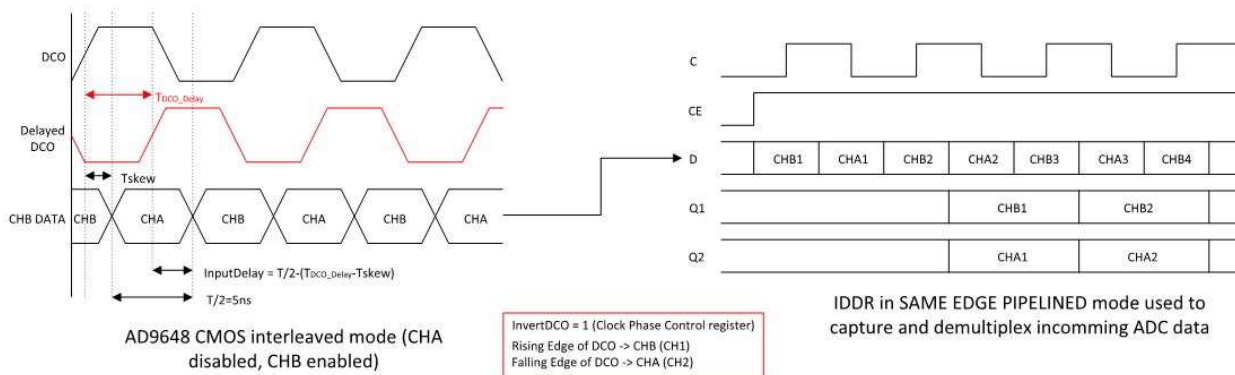 DCO
TDCO_Delay
Delayed
DCO
Tskew
CHB DATA
CHB
CHA
CHB
CHA
CHB
CHA
InputDelay = T/2-(TDCO_Delay-Tskew)
T/2=5ns
AD9648 CMOS interleaved mode (CHA
disabled, CHB enabled)
InvertDCO = 1 (Clock Phase Control register)
Rising Edge of DCO -> CHB (CH1)
Falling Edge of DCO -> CHA (CH2)
C
CE
D
CHB1
CHA1
CHB2
CHA2
CHB3
CHA3
CHB4
Q1
CHB1
CHB2
Q2
CHA1
CHA2
IDDR in SAME EDGE PIPELINED mode used to
capture and demultiplex incomming ADC data